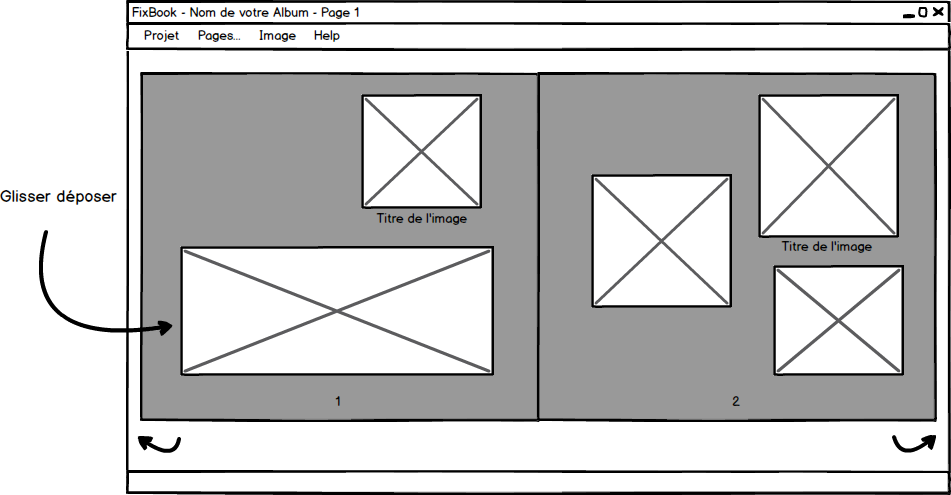 FixBook - Nom de votre Album - Page 1
Projet Pages... Image Help
Glisser déposer
Titre de l'image
Titre de l'image
1
2